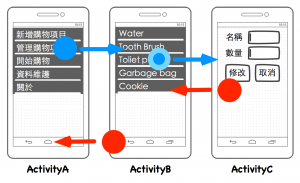 新增購物項目
管理購物項目
開始購物
資料維護
關於
Water
Tooth Brush
Toilet
Garbage bag
Cookie
名稱
數量
修改
取消
ActivityA
ActivityB
ActivityC